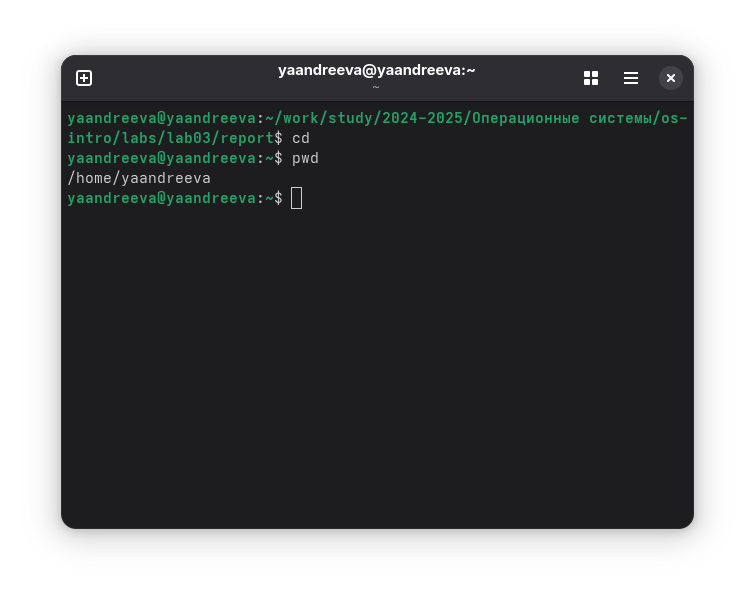 yaandreeva@yaandreeva:~
~
yaandreeva@yaandreeva:~/work/study/2024-2025/Операционные системы/os-
intro/labs/lab03/report$ cd
yaandreeva@yaandreeva:~$ pwd
/home/yaandreeva
yaandreeva@yaandreeva:~$